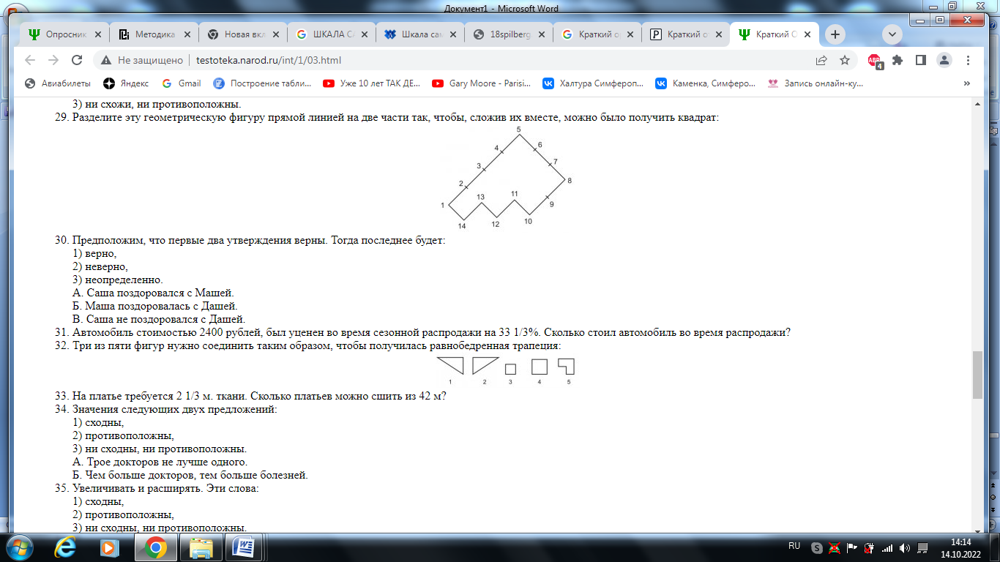 Документ1 - Microsoft Word
Опросник
Методика
Новая вкл
ШКАЛА СА
Шкала сам
18spilberg
Краткий о
Краткий о
Краткий О
Не защищено
testoteka.narod.ru/int/1/03.html
ABP
4
Авиабилеты
Яндекс
Gmail
Построение табли...
Уже 10 лет ТАК ДЕ...
Gary Moore - Parisi...
Халтура Симфероп...
Каменка, Симферо...
Запись онлайн-ку...
»
3) ни схожи, ни противоположны.
29. Разделите эту геометрическую фигуру прямой линией на две части так, чтобы, сложив их вместе, можно было получить квадрат:
5
4
6
3
7
2
8
13
11
1
9
14
12
10
30. Предположим, что первые два утверждения верны. Тогда последнее будет:
1) верно,
2) неверно,
3) неопределенно.
А. Саша поздоровался с Машей.
Б. Маша поздоровалась с Дашей.
В. Саша не поздоровался с Дашей.
31. Автомобиль стоимостью 2400 рублей, был уценен во время сезонной распродажи на 33 1/3%. Сколько стоил автомобиль во время распродажи?
32. Три из пяти фигур нужно соединить таким образом, чтобы получилась равнобедренная трапеция:
1 2 3 4 5
33. На платье требуется 2 1/3 м. ткани. Сколько платьев можно сшить из 42 м?
34. Значения следующих двух предложений:
1) сходны,
2) противоположны,
3) ни сходны, ни противоположны.
А. Трое докторов не лучше одного.
Б. Чем больше докторов, тем больше болезней.
35. Увеличивать и расширять. Эти слова:
1) сходны,
2) противоположны,
3) ни сходны, ни противоположны.
RU
14:14
14.10.2022